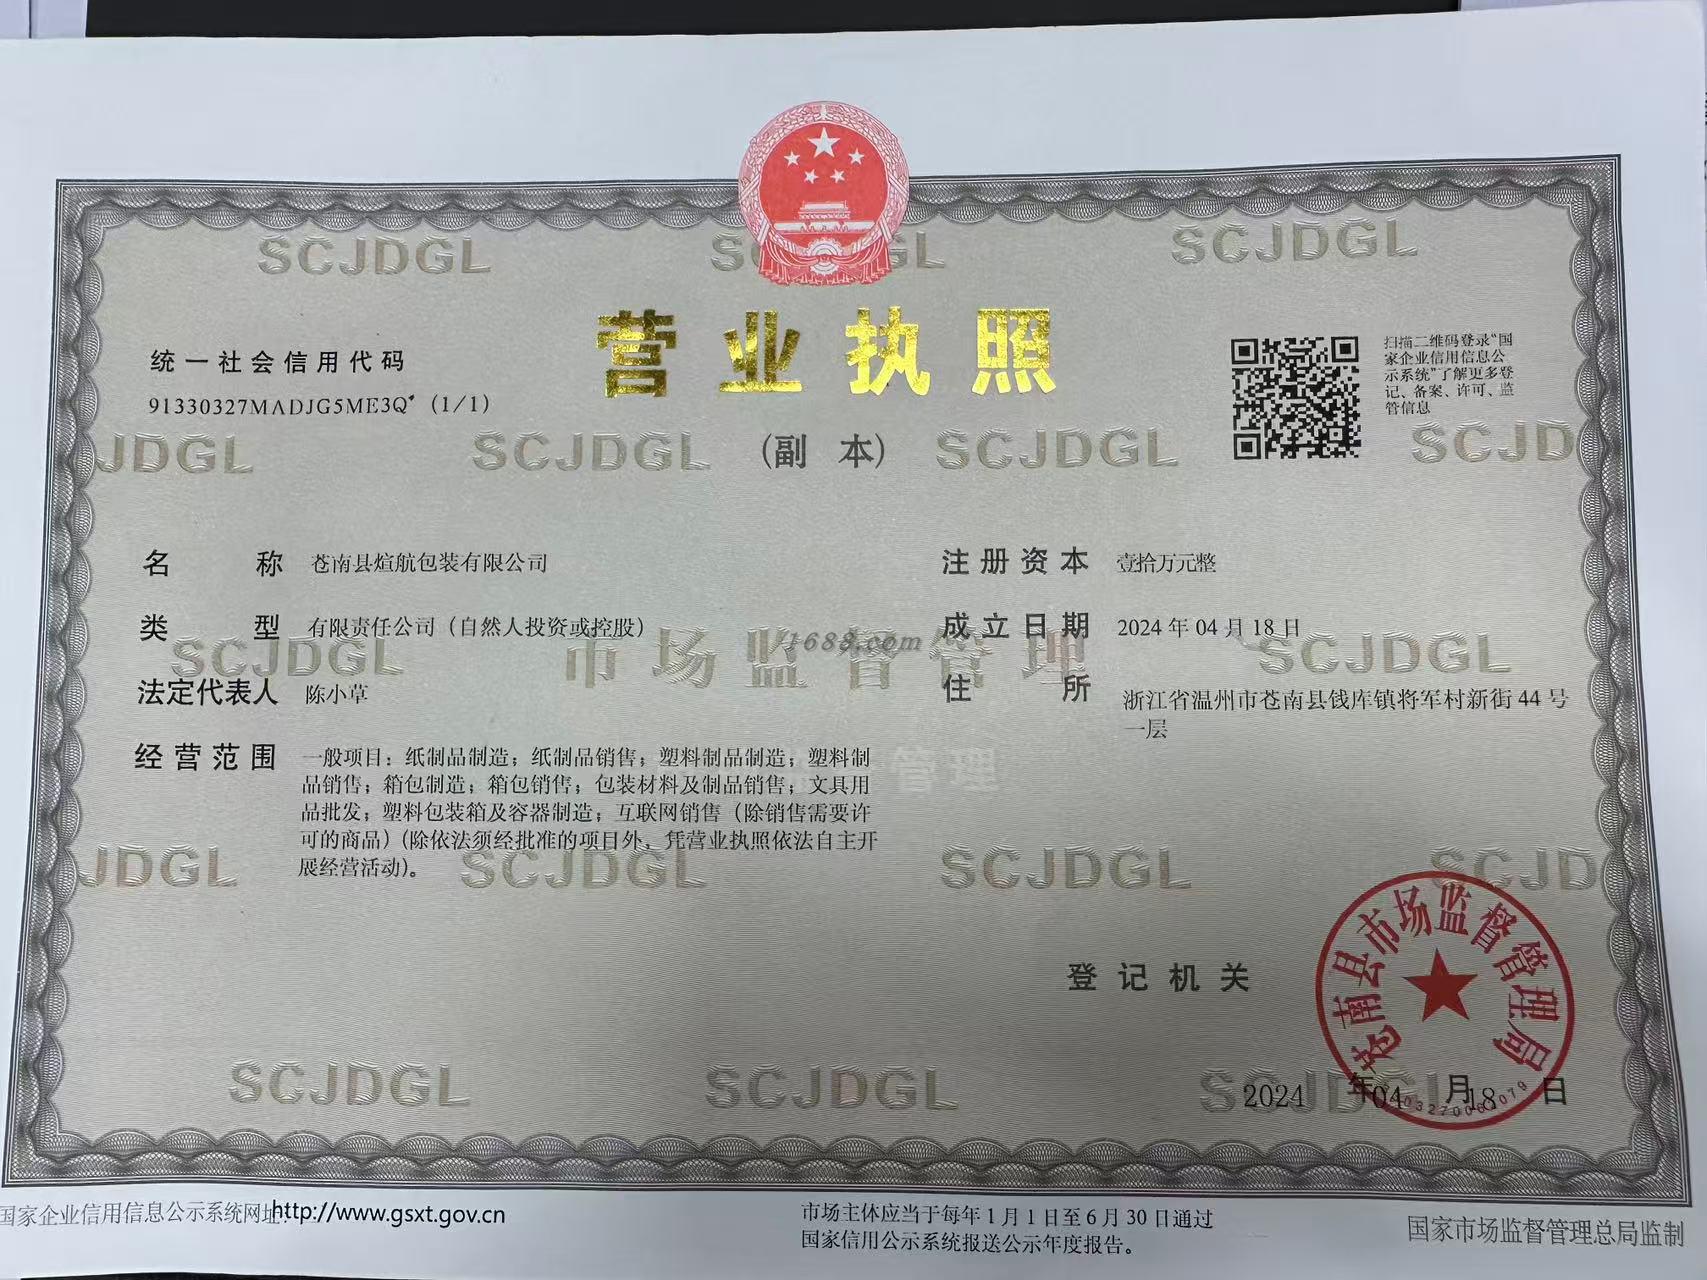 营业执照
(副 本)
统一社会信用代码
91330327MADJG5ME3Q (1/1)
扫描二维码登录“国
家企业信用信息公
示系统”了解更多登
记、备案、许可、监
管信息
名 称 苍南县煊航包装有限公司
类 型 有限责任公司（自然人投资或控股）
法定代表人 陈小草
经营范围 一般项目：纸制品制造；纸制品销售；塑料制品制造；塑料制
品销售；箱包制造；箱包销售；包装材料及制品销售；文具用
品批发；塑料包装箱及容器制造；互联网销售（除销售需要许
可的商品）(除依法须经批准的项目外，凭营业执照依法自主开
展经营活动)。
注册资本 壹拾万元整
成立日期 2024年04月18日
住 所 浙江省温州市苍南县钱库镇将军村新街44号
一层
登记机关
苍南县市场监督管理局
2024 年04 月18 日
SCJDGL
市场监督管理
1688.com
国家企业信用信息公示系统网址：http://www.gsxt.gov.cn
市场主体应当于每年1月1日至6月30日通过
国家信用公示系统报送公示年度报告。
国家市场监督管理总局监制